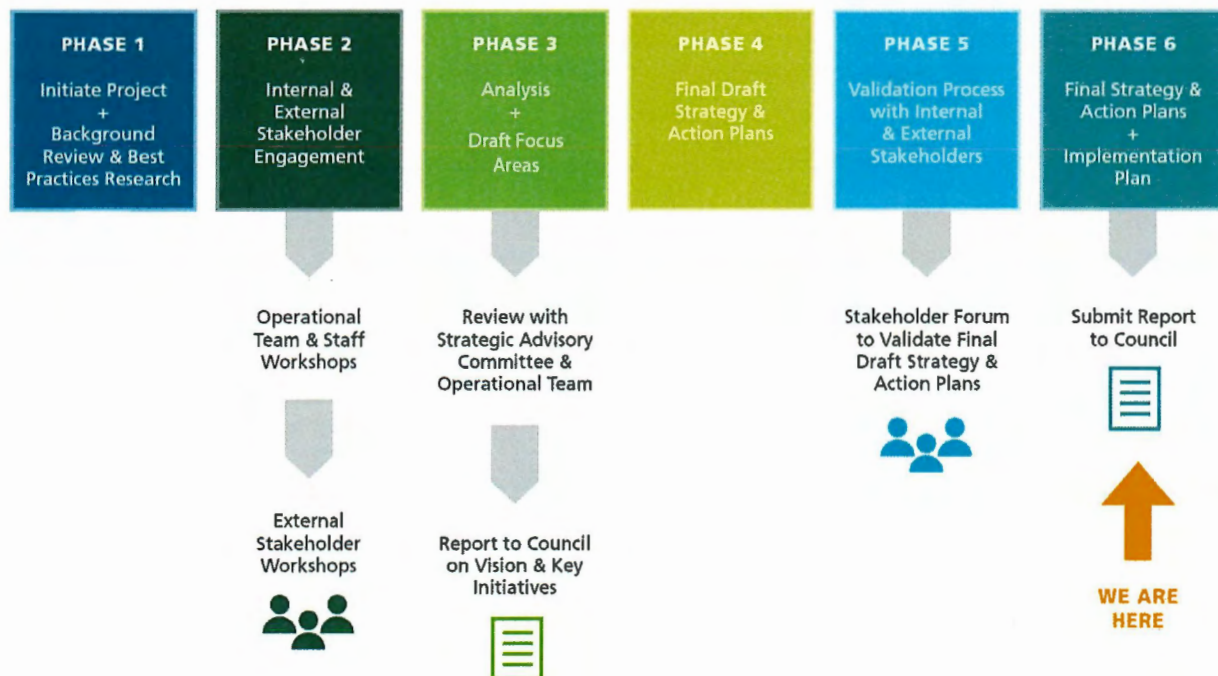 PHASE 1
Initiate Project
+
Background
Review & Best
Practices Research
PHASE 2
Internal &
External
Stakeholder
Engagement
PHASE 3
Analysis
+
Draft Focus
Areas
PHASE 4
Final Draft
Strategy &
Action Plans
PHASE 5
Validation Process
with Internal
& External
Stakeholders
PHASE 6
Final Strategy &
Action Plans
+
Implementation
Plan
Operational
Team & Staff
Workshops
External
Stakeholder
Workshops
Review with
Strategic Advisory
Committee &
Operational Team
Report to Council
on Vision & Key
Initiatives
Stakeholder Forum
to Validate Final
Draft Strategy &
Action Plans
Submit Report
to Council
WE ARE
HERE